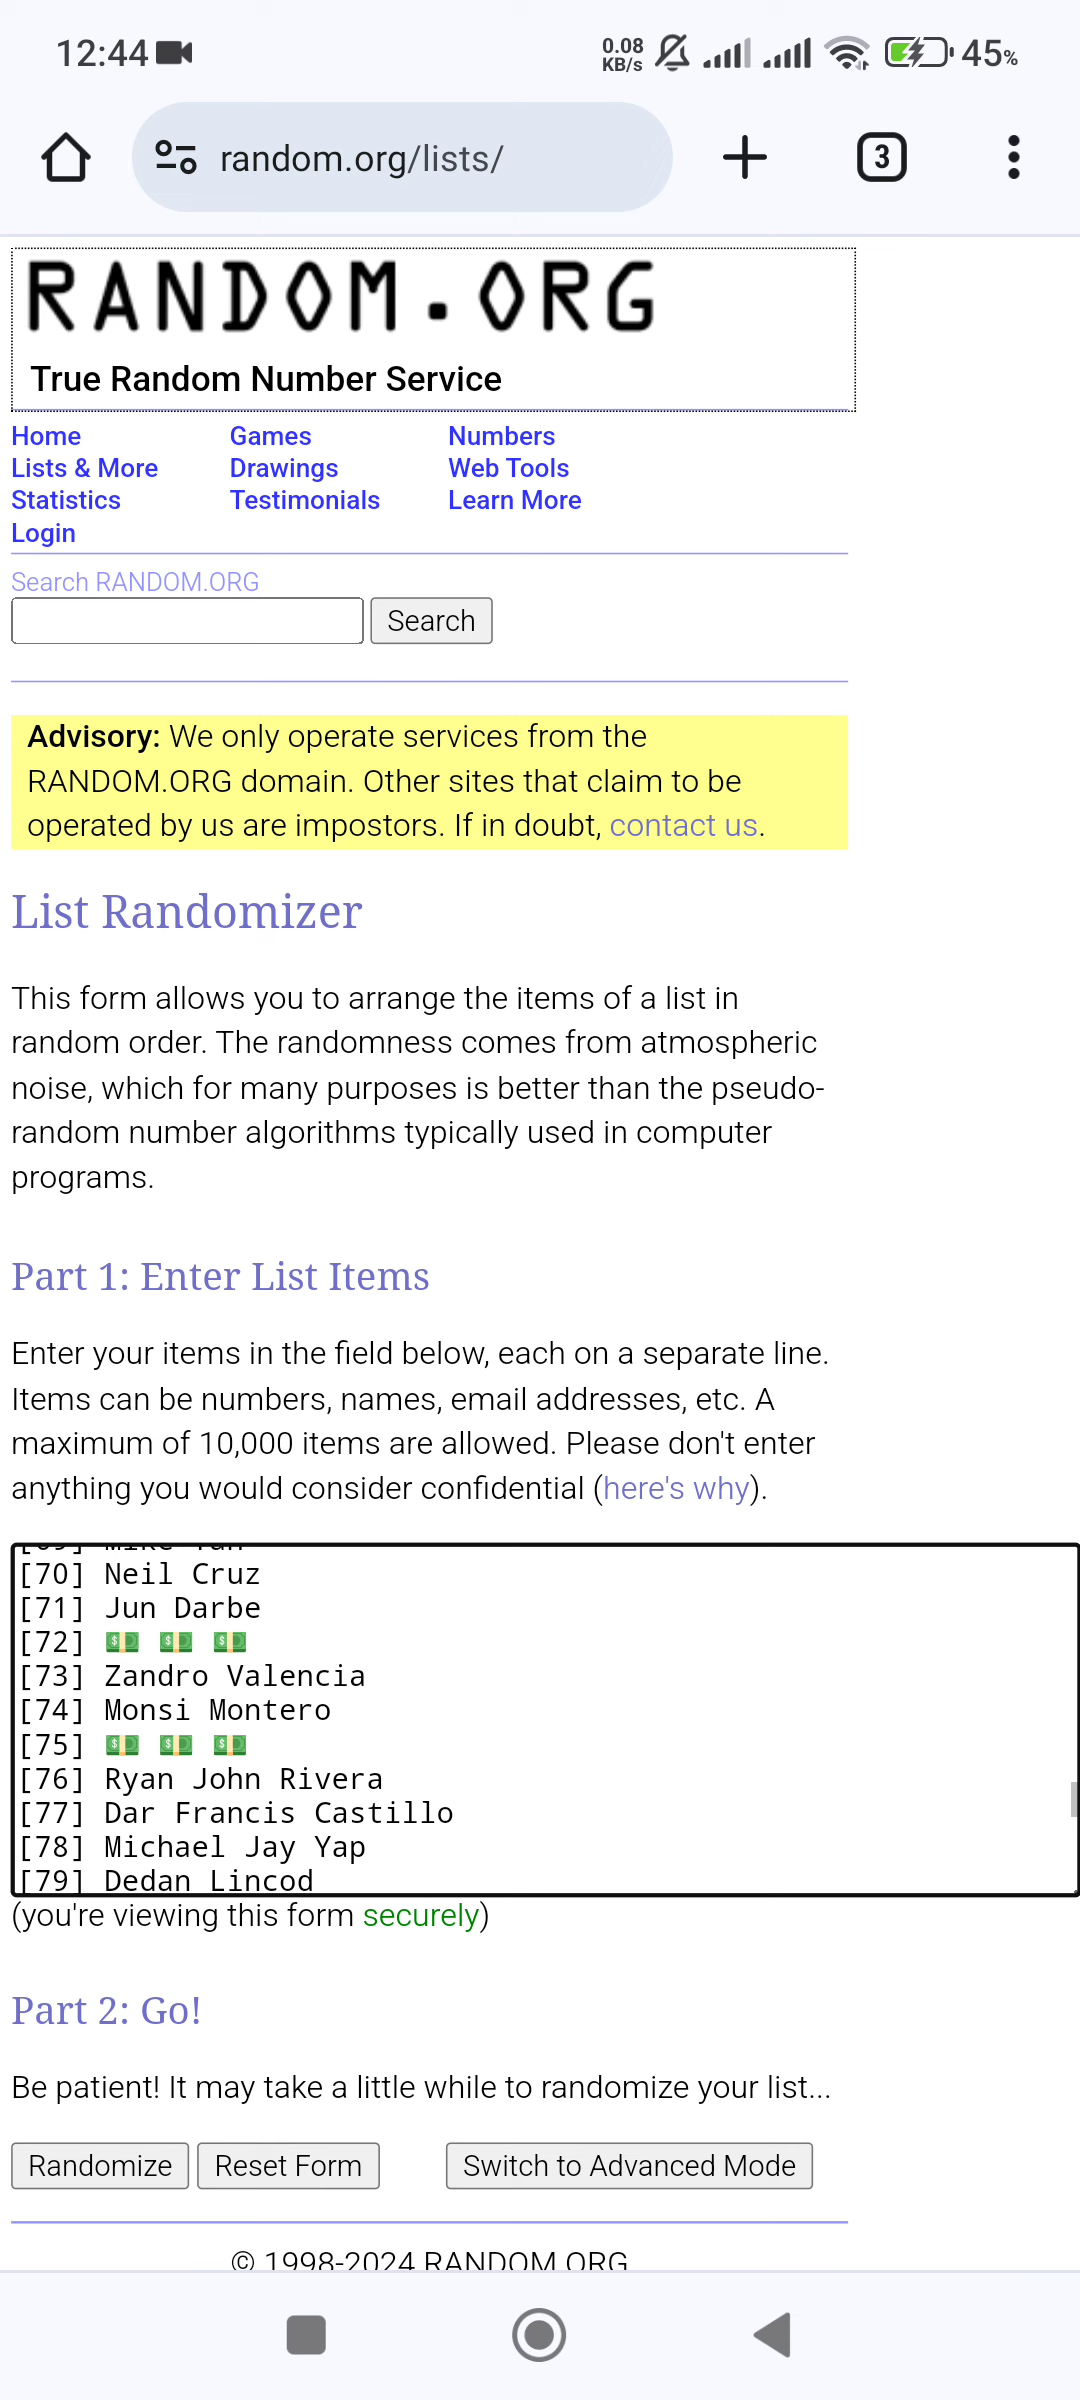 12:44
0.08
KB/s
45%
random.org/lists/
3
RANDOM.ORG
True Random Number Service
Home Games Numbers
Lists & More Drawings Web Tools
Statistics Testimonials Learn More
Login
Search RANDOM.ORG
Search
Advisory: We only operate services from the
RANDOM.ORG domain. Other sites that claim to be
operated by us are impostors. If in doubt, contact us.
List Randomizer
This form allows you to arrange the items of a list in
random order. The randomness comes from atmospheric
noise, which for many purposes is better than the pseudo-
random number algorithms typically used in computer
programs.
Part 1: Enter List Items
Enter your items in the field below, each on a separate line.
Items can be numbers, names, email addresses, etc. A
maximum of 10,000 items are allowed. Please don't enter
anything you would consider confidential (here's why).
[70] Neil Cruz
[71] Jun Darbe
[72] 💵 💵 💵
[73] Zandro Valencia
[74] Monsi Montero
[75] 💵 💵 💵
[76] Ryan John Rivera
[77] Dar Francis Castillo
[78] Michael Jay Yap
[79] Dedan Lincod
(you're viewing this form securely)
Part 2: Go!
Be patient! It may take a little while to randomize your list...
Randomize Reset Form Switch to Advanced Mode
© 1998-2024 RANDOM.ORG